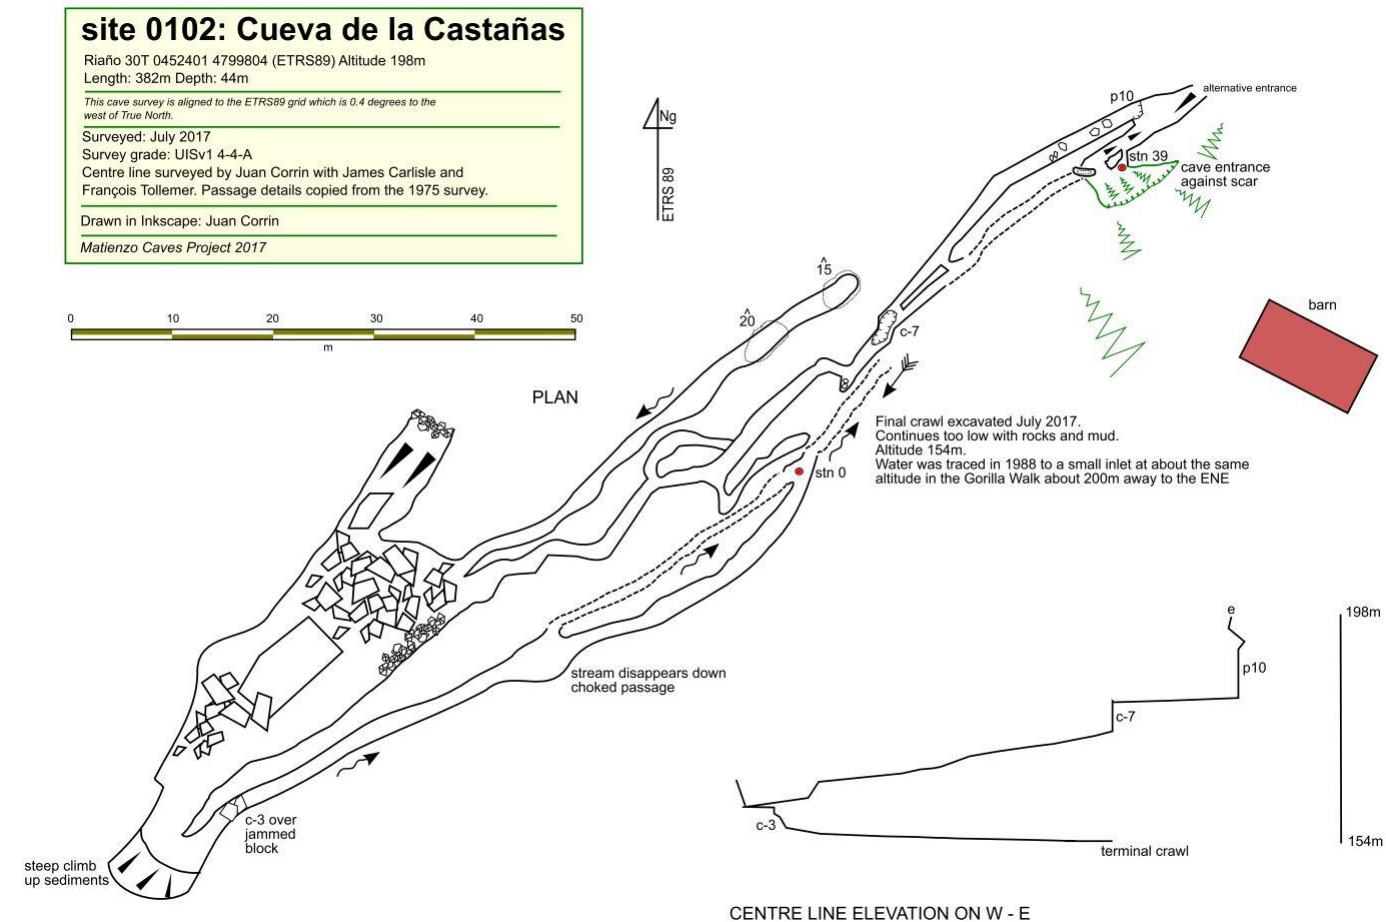 site 0102: Cueva de la Castañas
Riaño 30T 0452401 4799804 (ETRS89) Altitude 198m
Length: 382m Depth: 44m
This cave survey is aligned to the ETRS89 grid which is 0.4 degrees to the
west of True North.
Surveyed: July 2017
Survey grade: UISv1 4-4-A
Centre line surveyed by Juan Corrin with James Carlisle and
François Tollemer. Passage details copied from the 1975 survey.
Drawn in Inkscape: Juan Corrin
Matienzo Caves Project 2017
0 10 20 30 40 50
m
Ng
ETRS 89
alternative entrance
p10
stn 39
cave entrance
against scar
15
20
c-7
barn
PLAN
Final crawl excavated July 2017.
Continues too low with rocks and mud.
Altitude 154m.
Water was traced in 1988 to a small inlet at about the same
altitude in the Gorilla Walk about 200m away to the ENE
stn 0
stream disappears down
choked passage
c-3 over
jammed
block
steep climb
up sediments
e
198m
p10
c-7
c-3
154m
terminal crawl
CENTRE LINE ELEVATION ON W - E